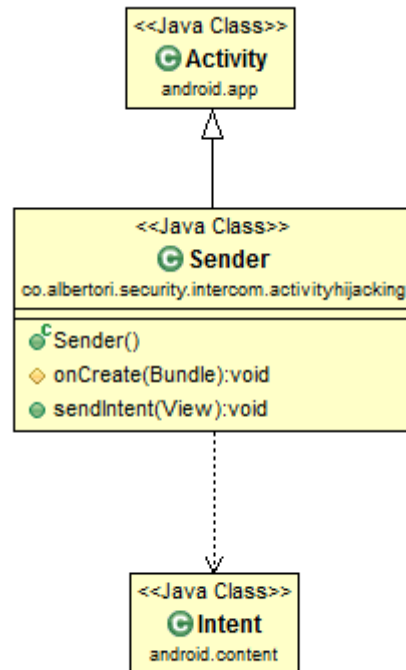 <<Java Class>>
C Activity
android.app
<<Java Class>>
C Sender
co.albertori.security.intercom.activityhijacking
C Sender()
onCreate(Bundle):void
sendIntent(View):void
<<Java Class>>
C Intent
android.content